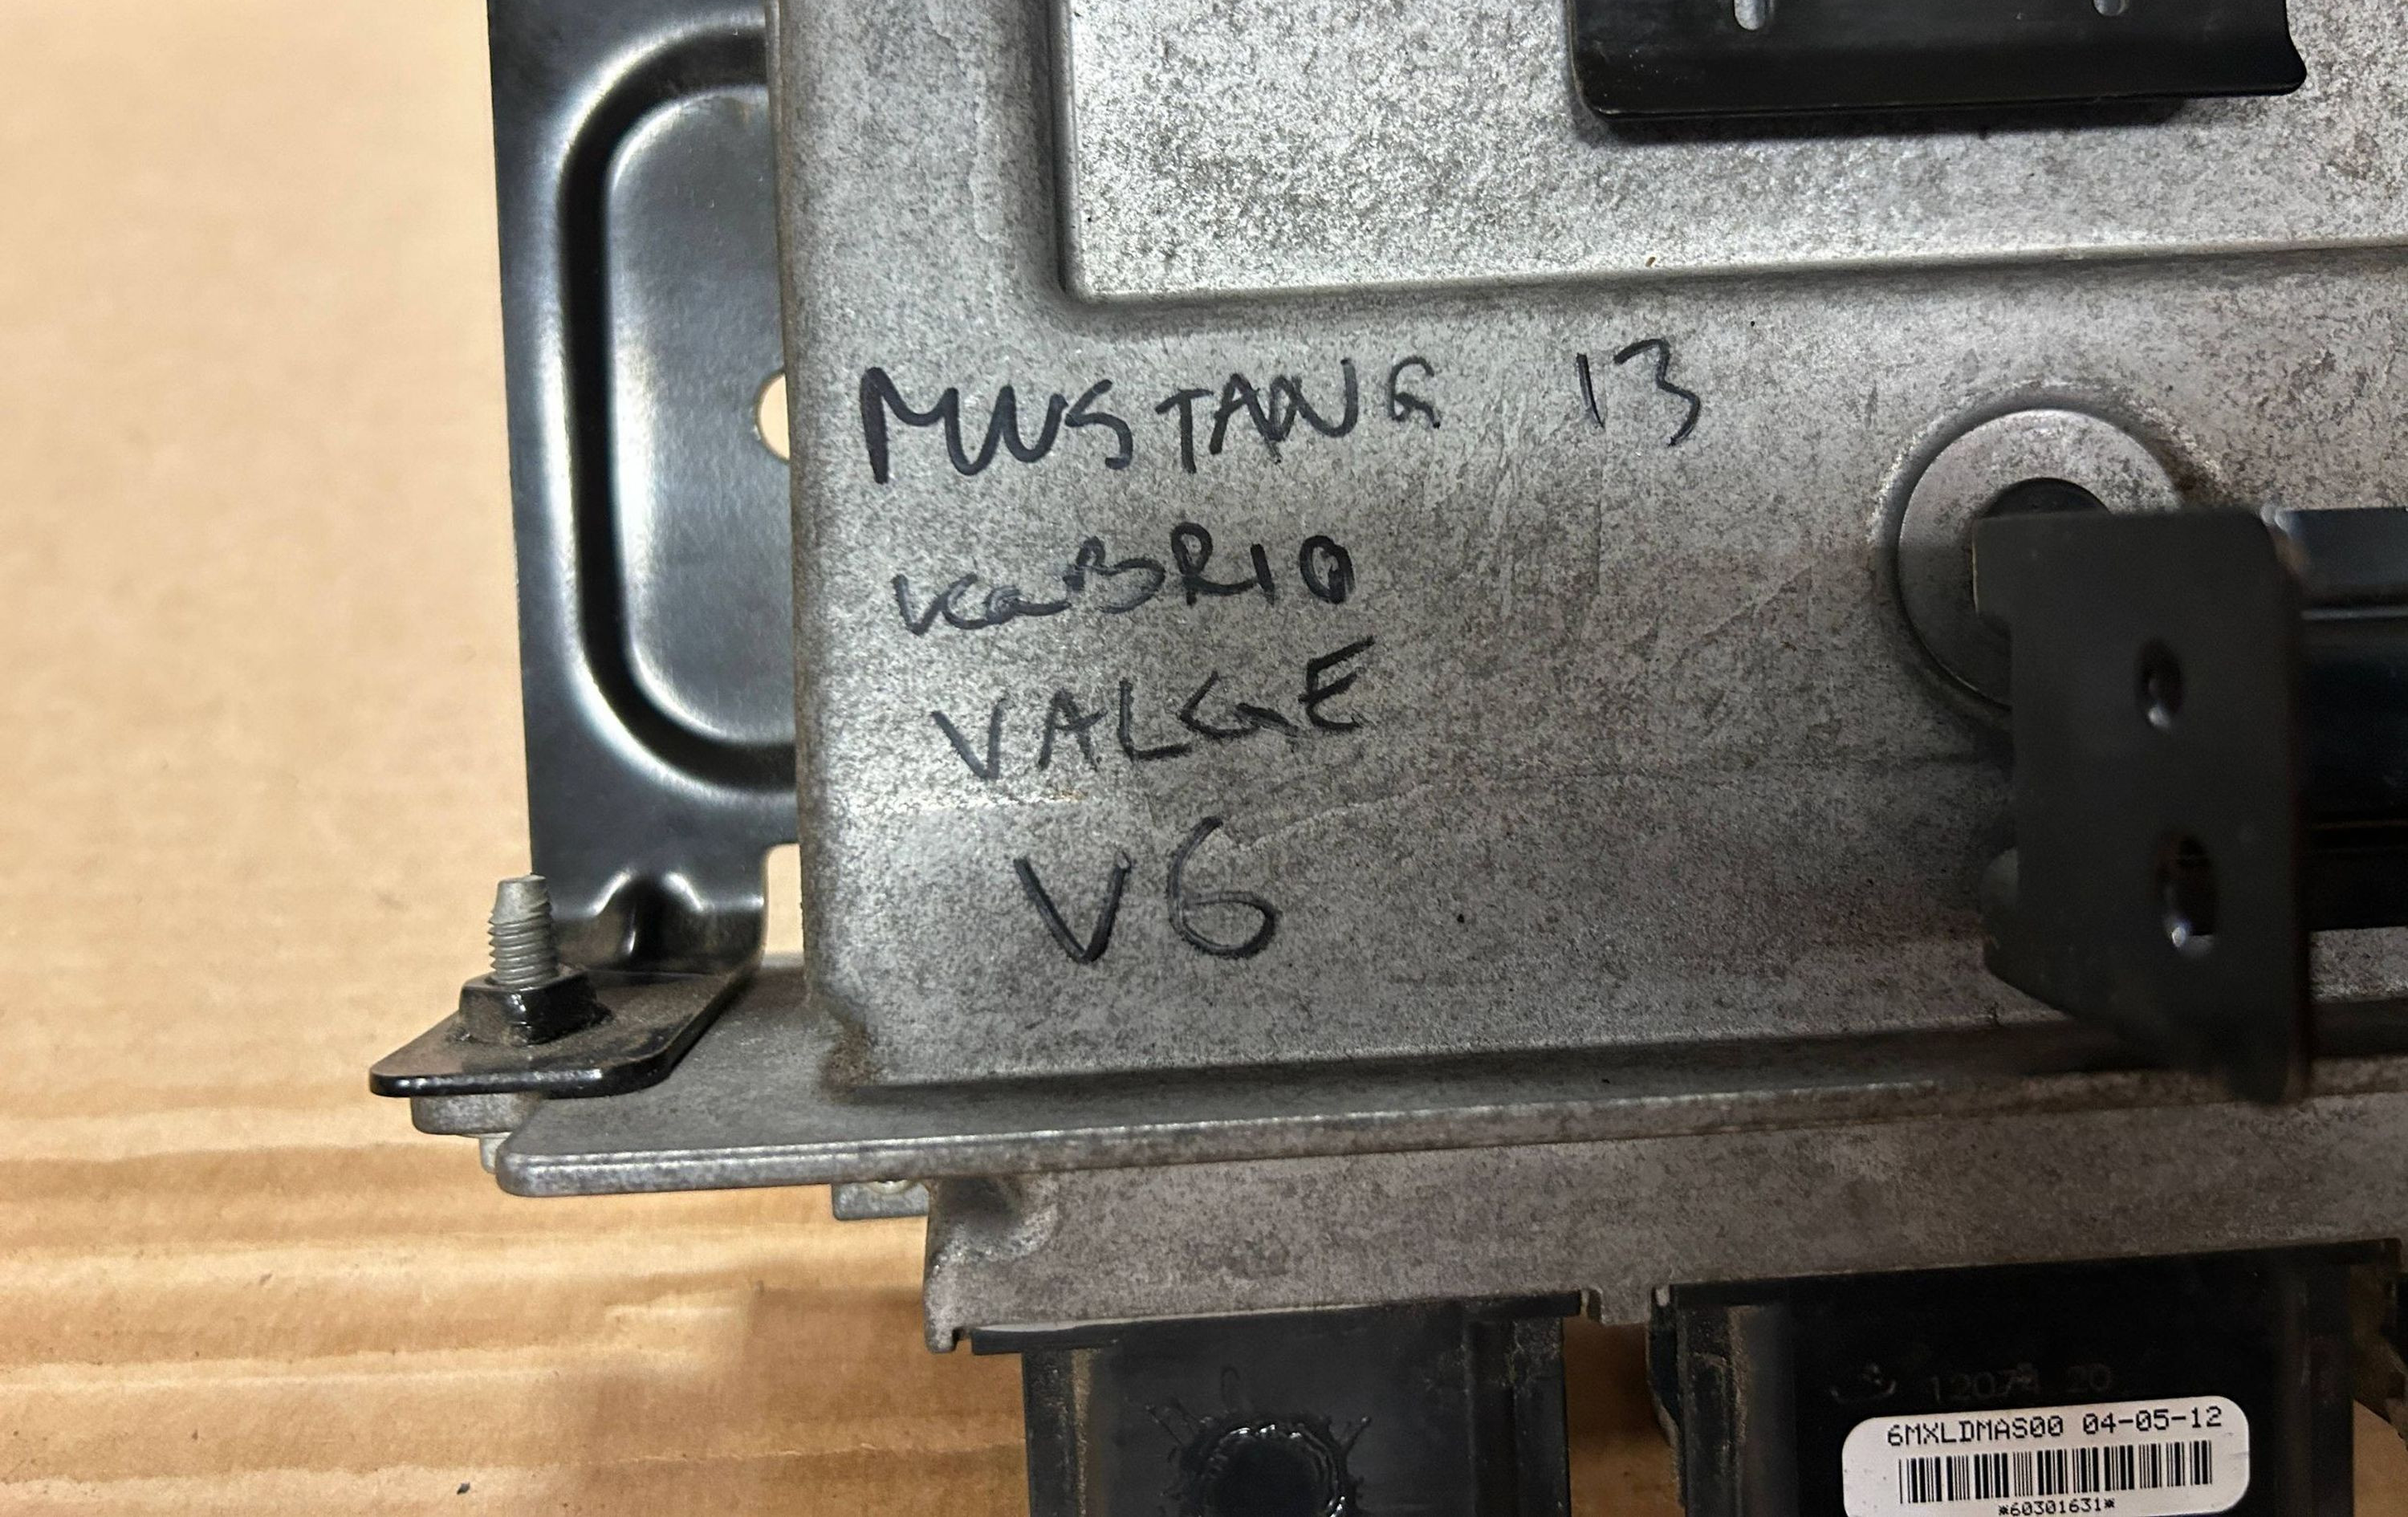 MUSTANG 13
KaBRIO
VALGE
V6
6MXLDMAS00 04-05-12
*60301631*